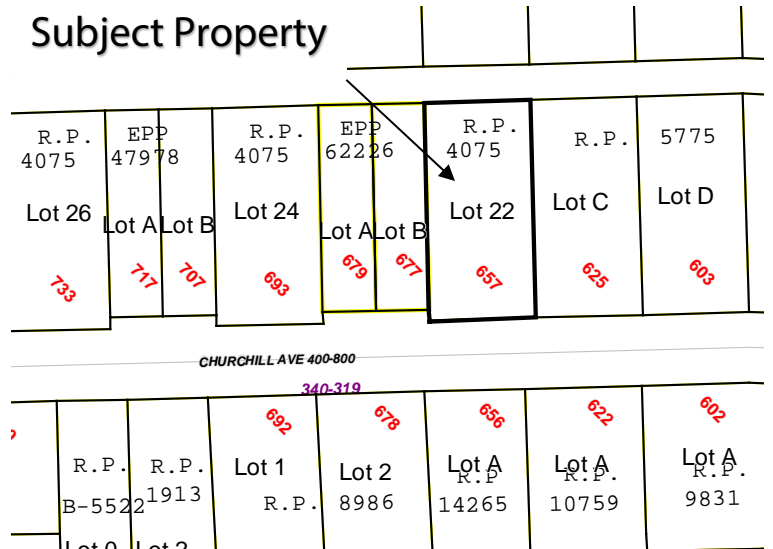 Subject Property
R.P.
4075
Lot 26
733
EPP
47978
Lot A
717
Lot B
707
R.P.
4075
Lot 24
693
EPP
62226
Lot A
679
Lot B
677
R.P.
4075
Lot 22
657
R.P.
Lot C
625
5775
Lot D
603
CHURCHILL AVE 400-800
340-319
R.P.
B-5522
R.P.
1913
692
Lot 1
R.P.
678
Lot 2
8986
656
Lot A
R.P
14265
622
Lot A
R.P.
10759
602
Lot A
R.P.
9831